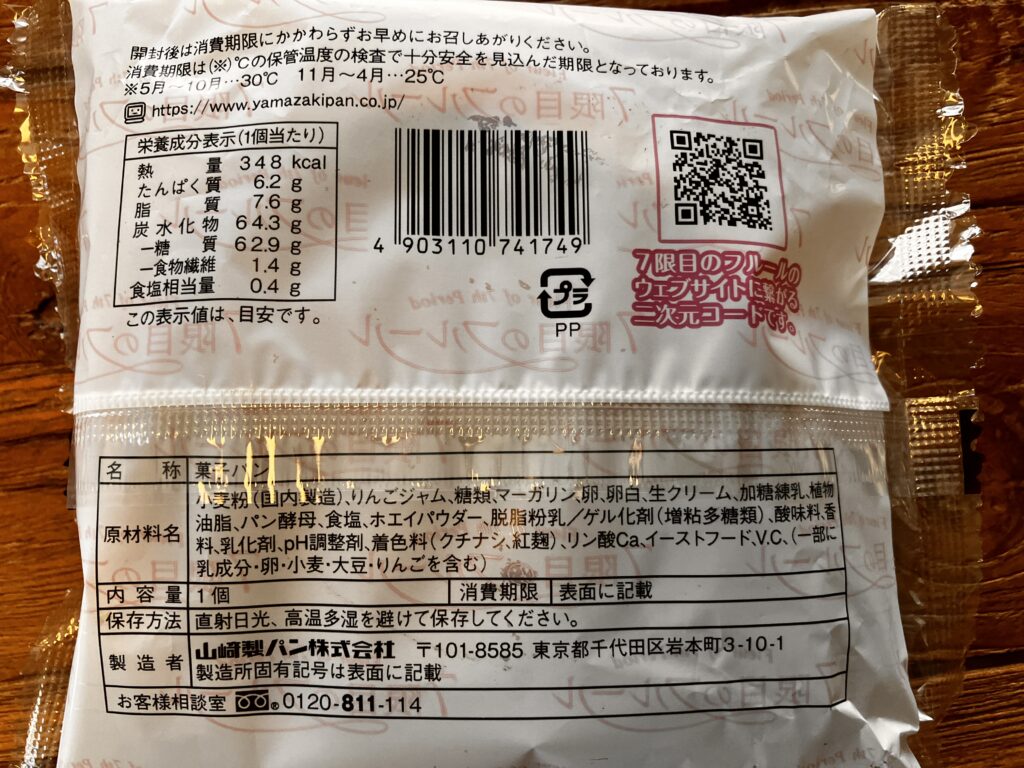 開封後は消費期限にかかわらずお早めにお召しあがりください。
消費期限は(※)℃の保管温度の検査で十分安全を見込んだ期限となっております。
※5月〜10月…30℃ 11月〜4月…25℃
https://www.yamazakipan.co.jp/
栄養成分表示(1個当たり)
熱量 348 kcal
たんぱく質 6.2 g
脂質 7.6 g
炭水化物 64.3 g
―糖質 62.9 g
―食物繊維 1.4 g
食塩相当量 0.4 g
この表示値は、目安です。
4 903110 741749
プラ
PP
7限目のフルールの
ウェブサイトに繋がる
二次元コードです。
名称 菓子パン
原材料名 小麦粉(国内製造)、りんごジャム、糖類、マーガリン、卵、卵白、生クリーム、加糖練乳、植物
油脂、パン酵母、食塩、ホエイパウダー、脱脂粉乳／ゲル化剤(増粘多糖類)、酸味料、香
料、乳化剤、pH調整剤、着色料(クチナシ、紅麹)、リン酸Ca、イーストフード、V.C、(一部に
乳成分・卵・小麦・大豆・りんごを含む)
内容量 1個 消費期限 表面に記載
保存方法 直射日光、高温多湿を避けて保存してください。
製造者 山崎製パン株式会社 〒101-8585 東京都千代田区岩本町3-10-1
製造所固有記号は表面に記載
お客様相談室 0120-811-114